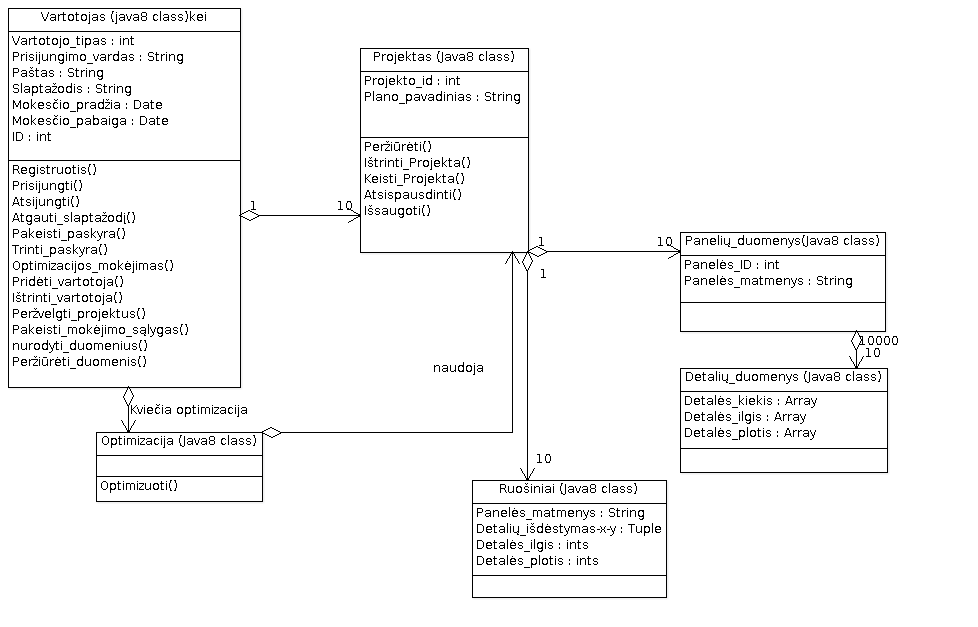 Vartotojas (java8 class)kei
Vartotojo_tipas : int
Prisijungimo_vardas : String
Paštas : String
Slaptažodis : String
Mokesčio_pradžia : Date
Mokesčio_pabaiga : Date
ID : int
Registruotis()
Prisijungti()
Atsijungti()
Atgauti_slaptažodį()
Pakeisti_paskyra()
Trinti_paskyra()
Optimizacijos_mokėjimas()
Pridėti_vartotoja()
Ištrinti_vartotoja()
Peržvelgti_projektus()
Pakeisti_mokėjimo_sąlygas()
nurodyti_duomenius()
Peržiūrėti_duomenis()
1
10
Projektas (Java8 class)
Projekto_id : int
Plano_pavadinias : String
Peržiūrėti()
Ištrinti_Projekta()
Keisti_Projekta()
Atsispausdinti()
Išsaugoti()
1
10
1
Panelių_duomenys(Java8 class)
Panelės_ID : int
Panelės_matmenys : String
10000
10
Detalių_duomenys (Java8 class)
Detalės_kiekis : Array
Detalės_ilgis : Array
Detalės_plotis : Array
naudoja
Kviečia optimizacija
Optimizacija (Java8 class)
Optimizuoti()
10
Ruošiniai (Java8 class)
Panelės_matmenys : String
Detalių_išdėstymas-x-y : Tuple
Detalės_ilgis : ints
Detalės_plotis : ints